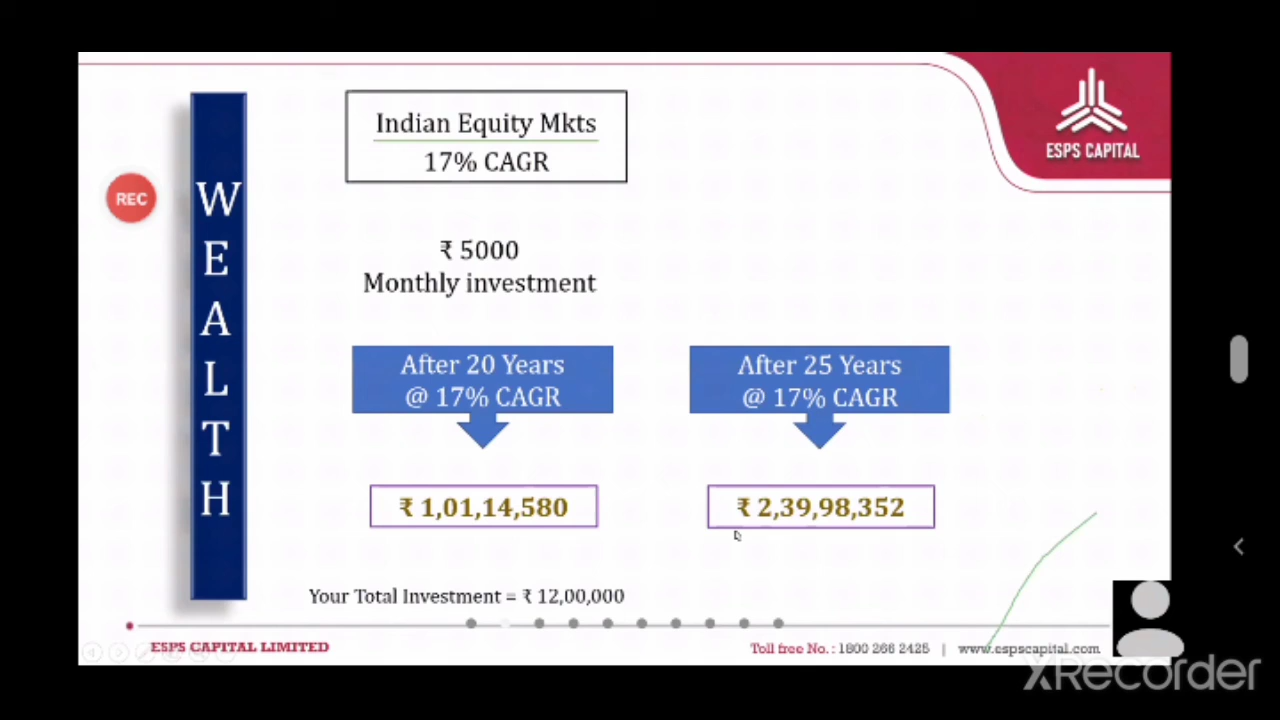 Indian Equity Mkts
17% CAGR
ESPS CAPITAL
REC
WEALTH
₹ 5000
Monthly investment
After 20 Years
@ 17% CAGR
After 25 Years
@ 17% CAGR
₹ 1,01,14,580
₹ 2,39,98,352
Your Total Investment = ₹ 12,00,000
ESPS CAPITAL LIMITED
Toll free No. : 1800 266 2425 | www.espscapital.com
XRecorder